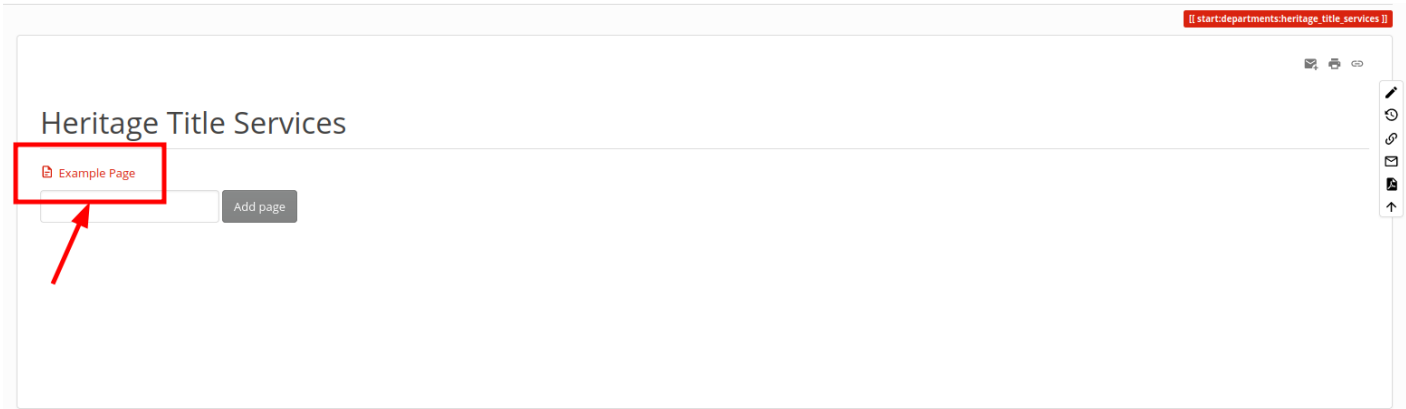 [[ start:departments:heritage_title_services ]]
Heritage Title Services
Example Page
Add page